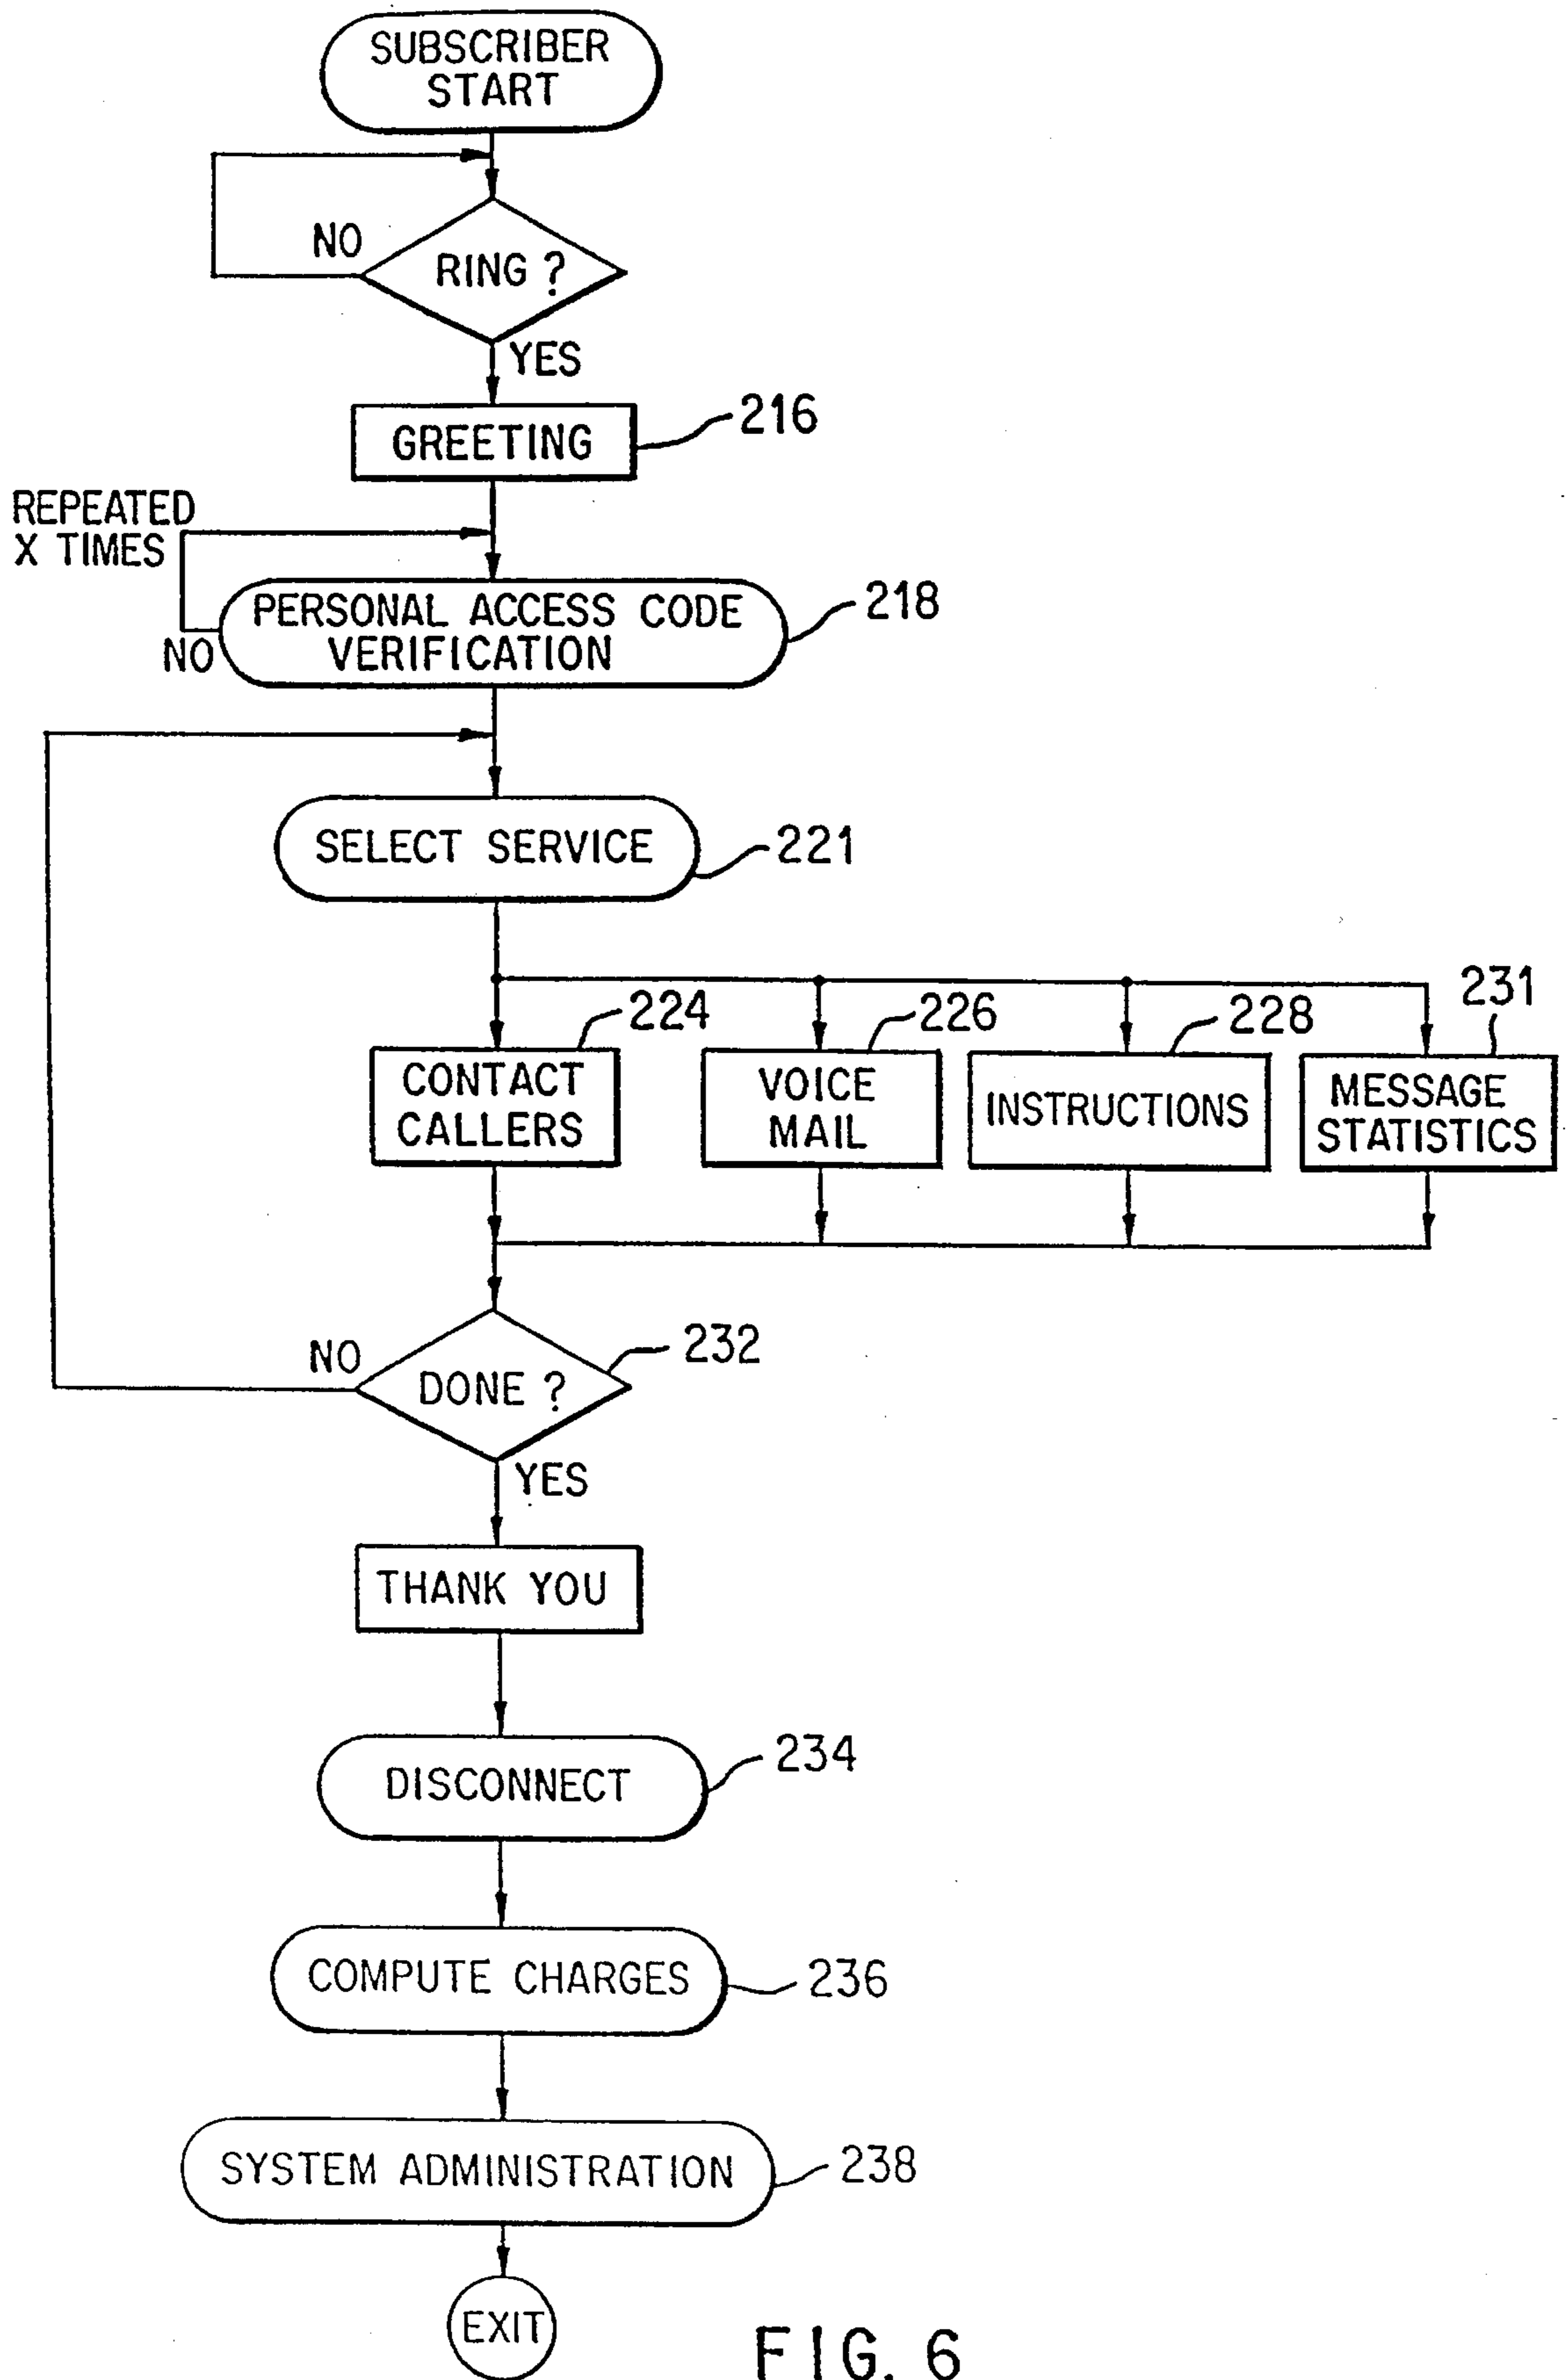 SUBSCRIBER
START
NO
RING ?
YES
GREETING
216
REPEATED
X TIMES
PERSONAL ACCESS CODE
VERIFICATION
218
NO
SELECT SERVICE
221
224
226
228
231
CONTACT
CALLERS
VOICE
MAIL
INSTRUCTIONS
MESSAGE
STATISTICS
NO
232
DONE ?
YES
THANK YOU
DISCONNECT
234
COMPUTE CHARGES
236
SYSTEM ADMINISTRATION
238
EXIT
FIG. 6